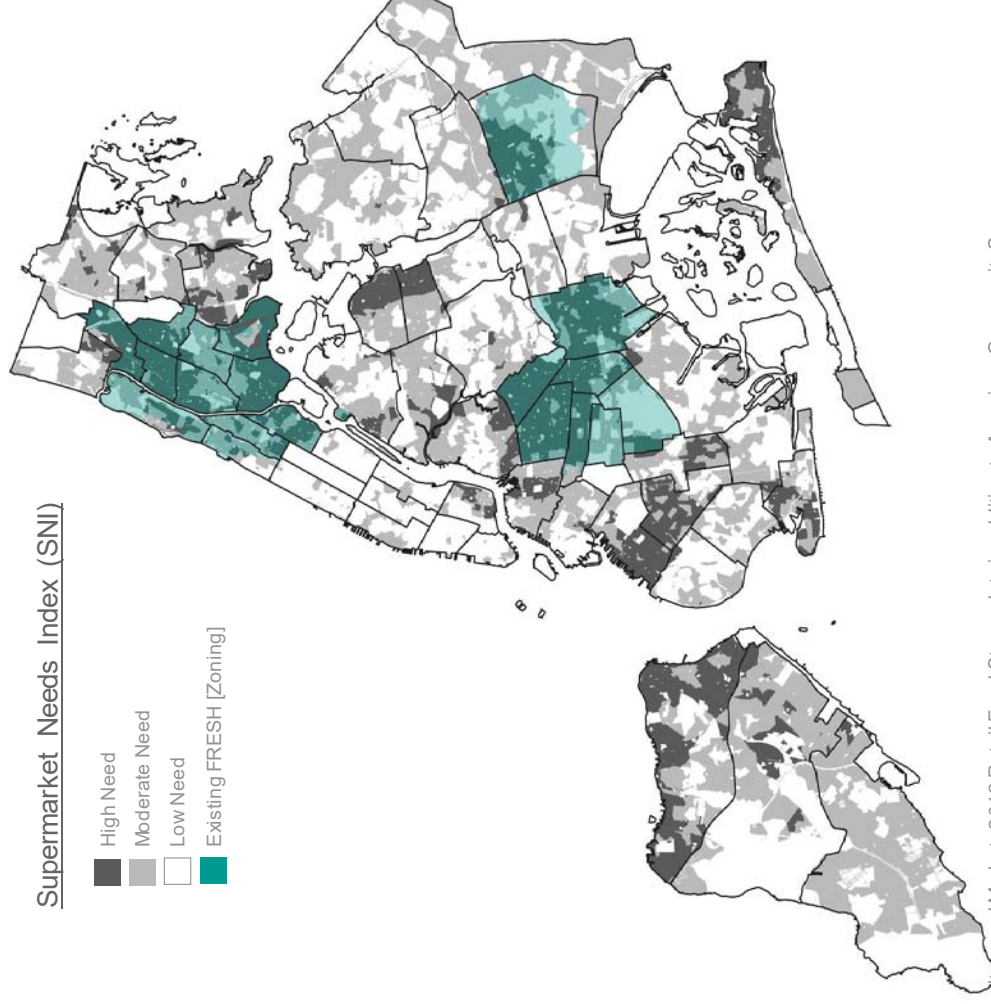 Supermarket Needs Index (SNI)
High Need
Moderate Need
Low Need
Existing FRESH [Zoning]